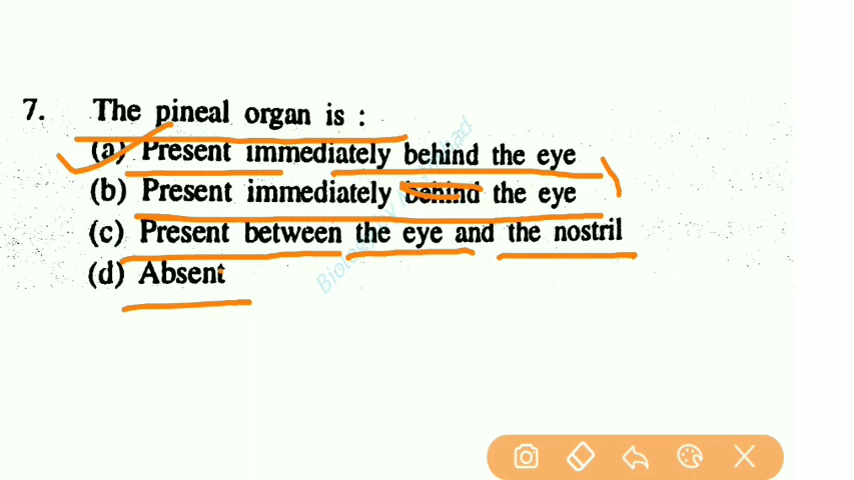 7. The pineal organ is :
(a) Present immediately behind the eye
(b) Present immediately behind the eye
(c) Present between the eye and the nostril
(d) Absent